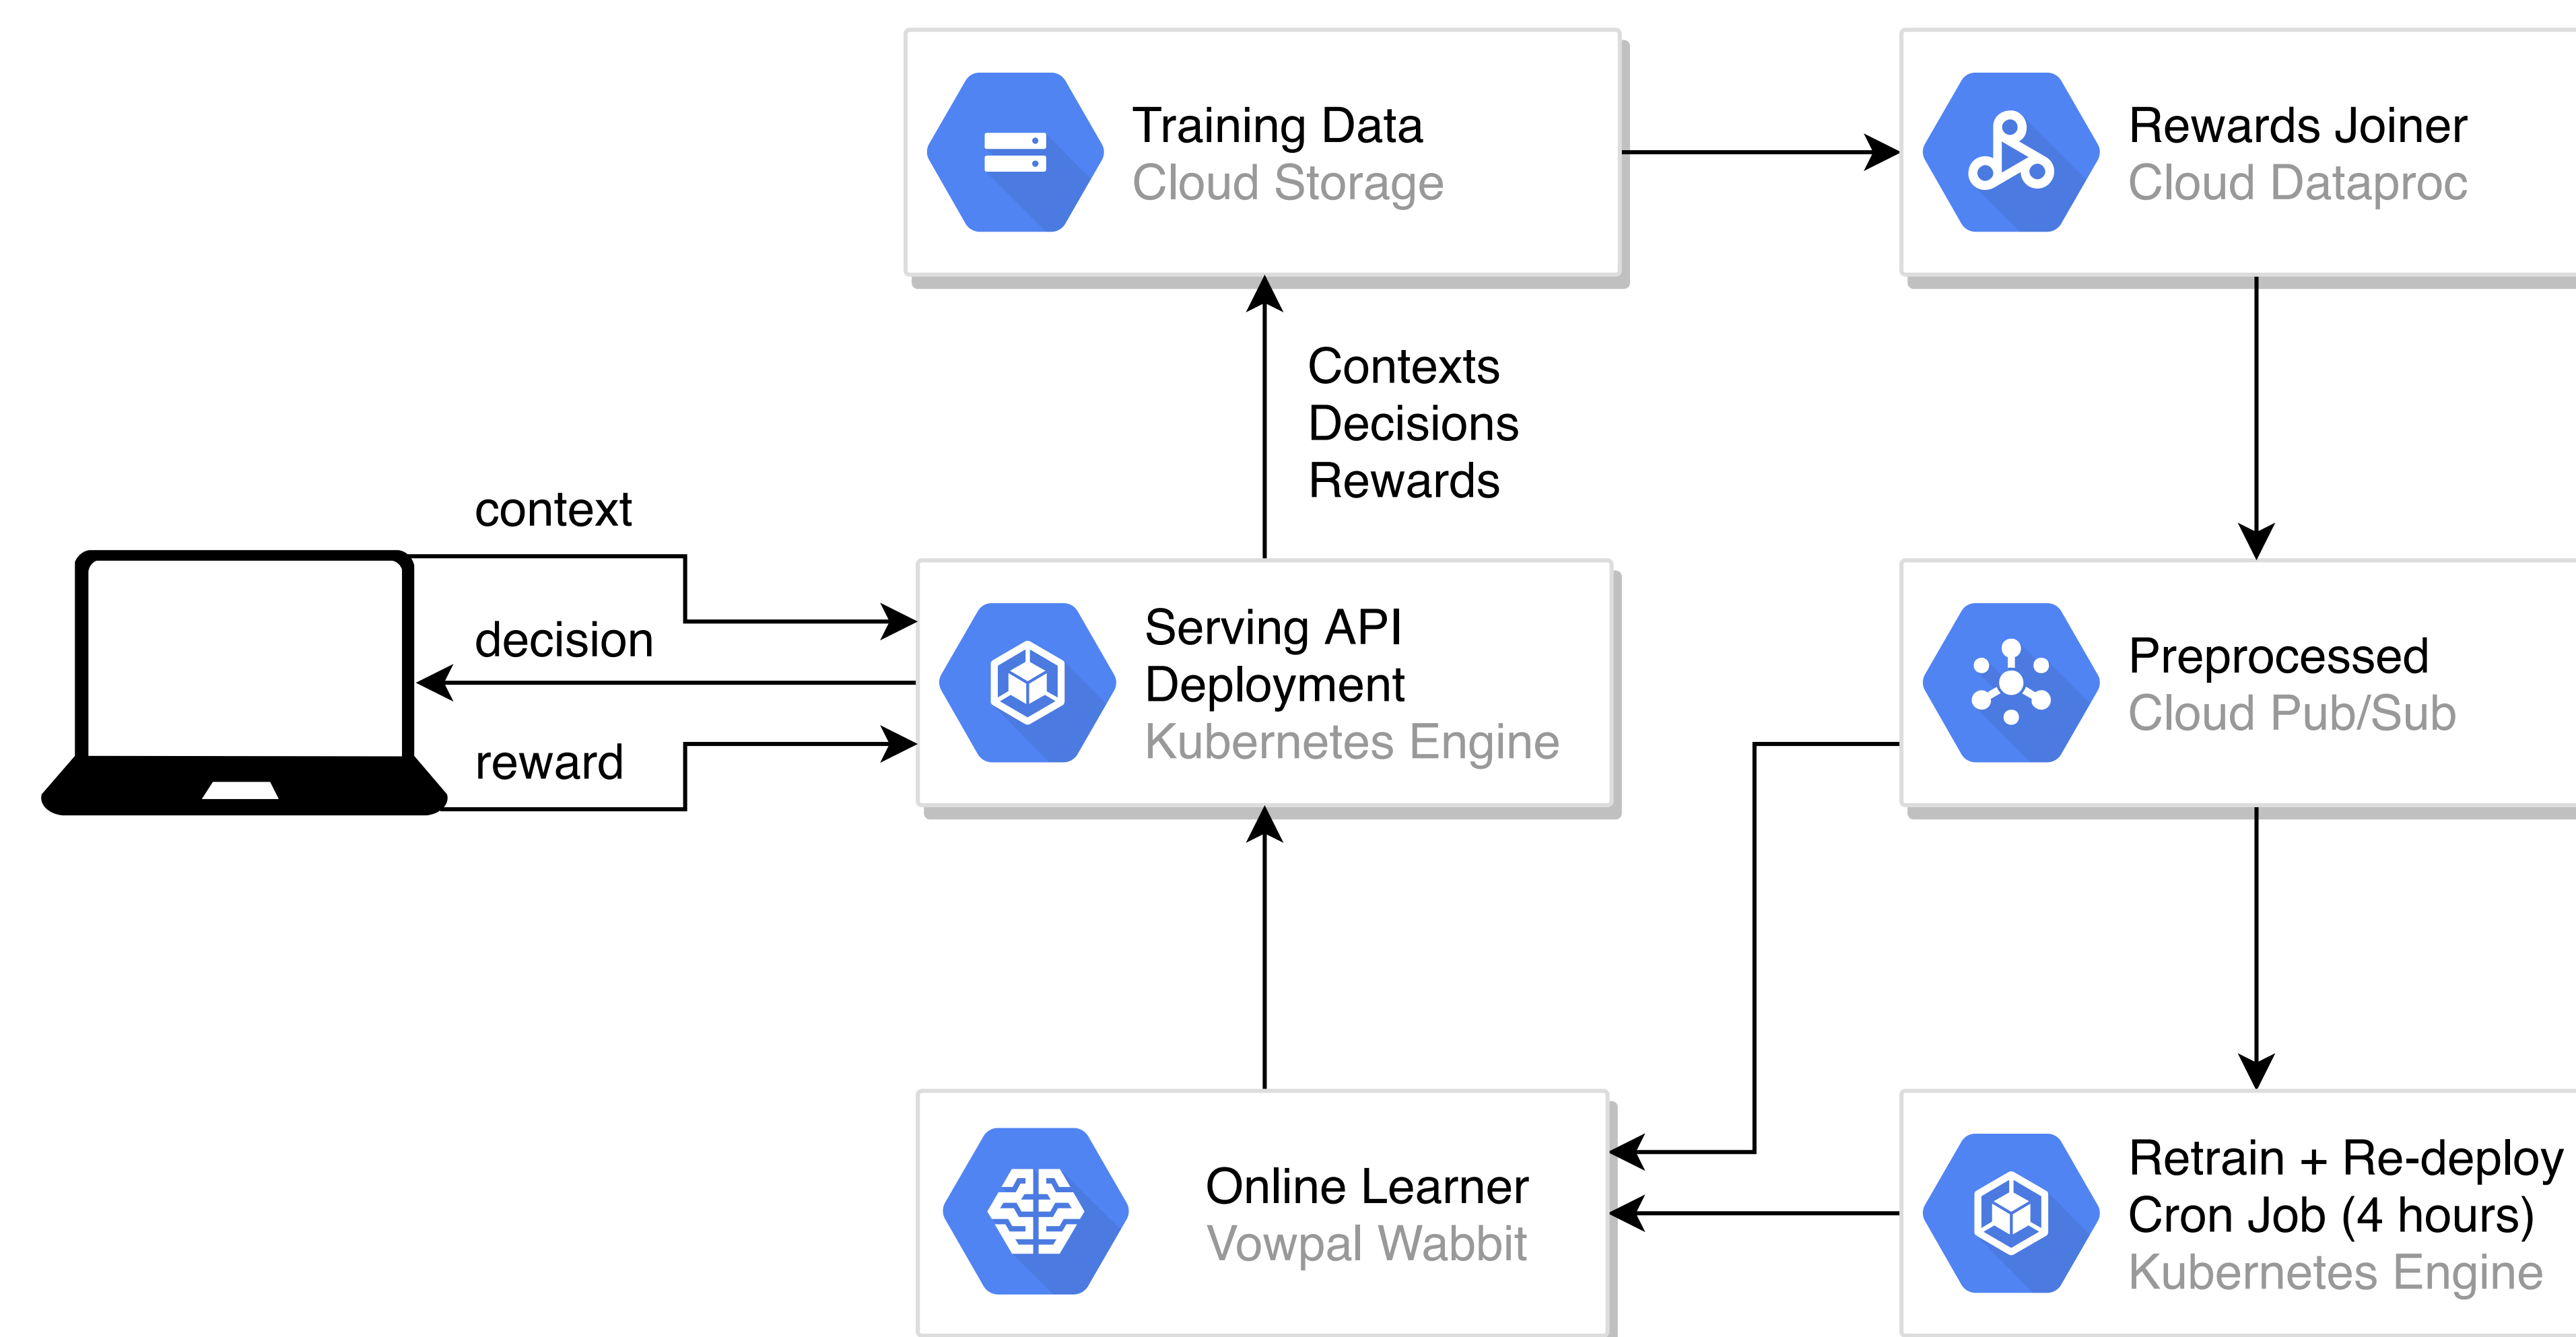 Training Data
Cloud Storage
Rewards Joiner
Cloud Dataproc
Contexts
Decisions
Rewards
context
decision
reward
Serving API
Deployment
Kubernetes Engine
Preprocessed
Cloud Pub/Sub
Online Learner
Vowpal Wabbit
Retrain + Re-deploy
Cron Job (4 hours)
Kubernetes Engine